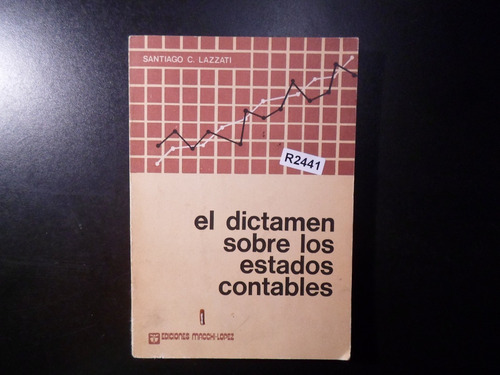 SANTIAGO C. LAZZATI
R2441
el dictamen
sobre los
estados
contables
EDICIONES MACCHI-LOPEZ